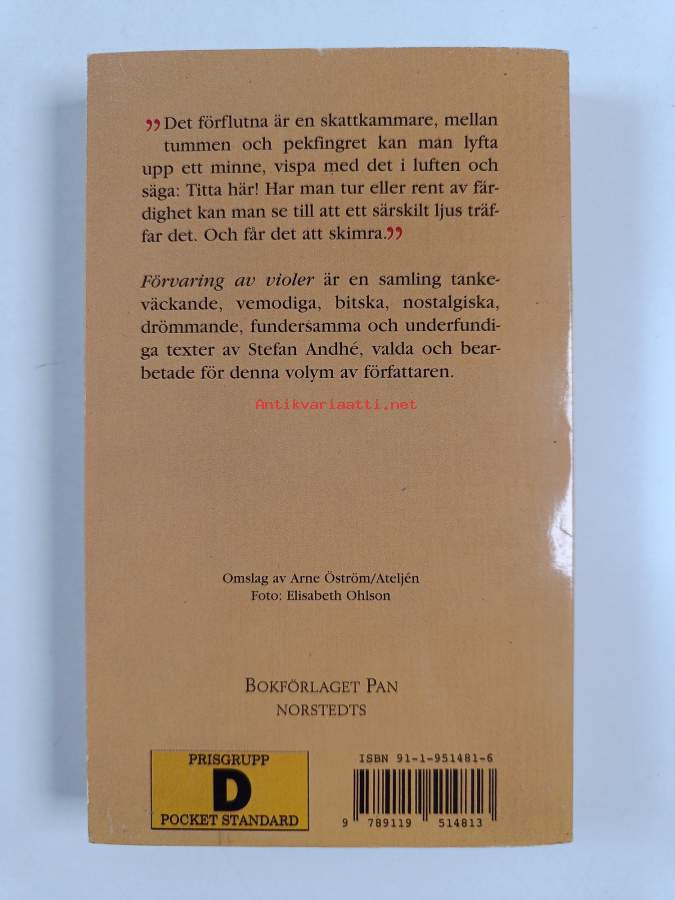 ”Det förflutna är en skattkammare, mellan
tummen och pekfingret kan man lyfta
upp ett minne, vispa med det i luften och
säga: Titta här! Har man tur eller rent av fär-
dighet kan man se till att ett särskilt ljus träf-
far det. Och får det att skimra.”
Förvaring av violer är en samling tanke-
väckande, vemodiga, bitska, nostalgiska,
drömmande, fundersamma och underfundi-
ga texter av Stefan Andhé, valda och bear-
betade för denna volym av författaren.
Antikvariaatti.net
Omslag av Arne Öström/Ateljén
Foto: Elisabeth Ohlson
BOKFÖRLAGET PAN
NORSTEDTS
PRISGRUPP
D
POCKET STANDARD
ISBN 91-1-951481-6
9 789119 514813